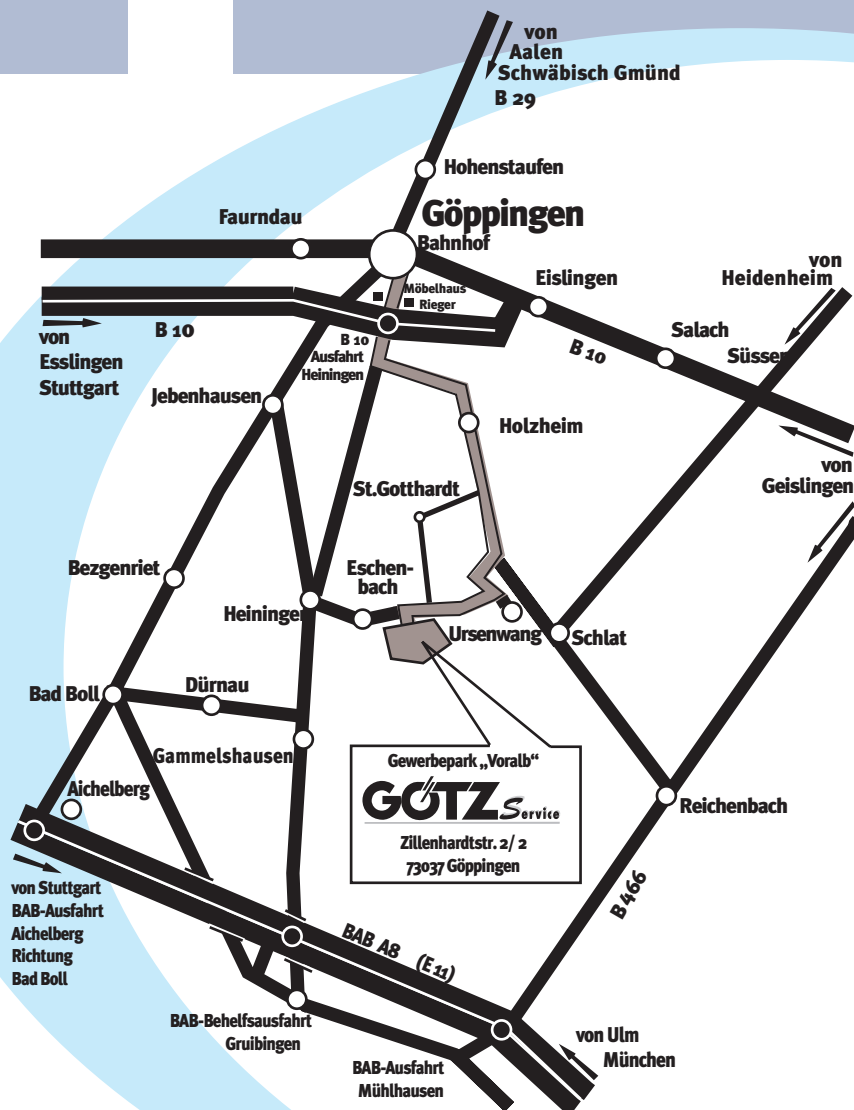 von
Aalen
Schwäbisch Gmünd
B 29
Hohenstaufen
Göppingen
Faurndau
Bahnhof
von
Heidenheim
Eislingen
Möbelhaus
Rieger
B 10
von
Esslingen
Stuttgart
B 10
Ausfahrt
Heiningen
B 10
Salach
Süssen
Jebenhausen
Holzheim
von
Geislingen
St.Gotthardt
Bezgenriet
Eschen-
bach
Heiningen
Ursenwang
Schlat
Bad Boll
Dürnau
Gammelshausen
Gewerbepark „Voralb“
GÖTZ Service
Zillenhardtstr. 2/ 2
73037 Göppingen
Aichelberg
Reichenbach
von Stuttgart
BAB-Ausfahrt
Aichelberg
Richtung
Bad Boll
B 466
BAB A8 (E 11)
BAB-Behelfsausfahrt
Gruibingen
von Ulm
München
BAB-Ausfahrt
Mühlhausen